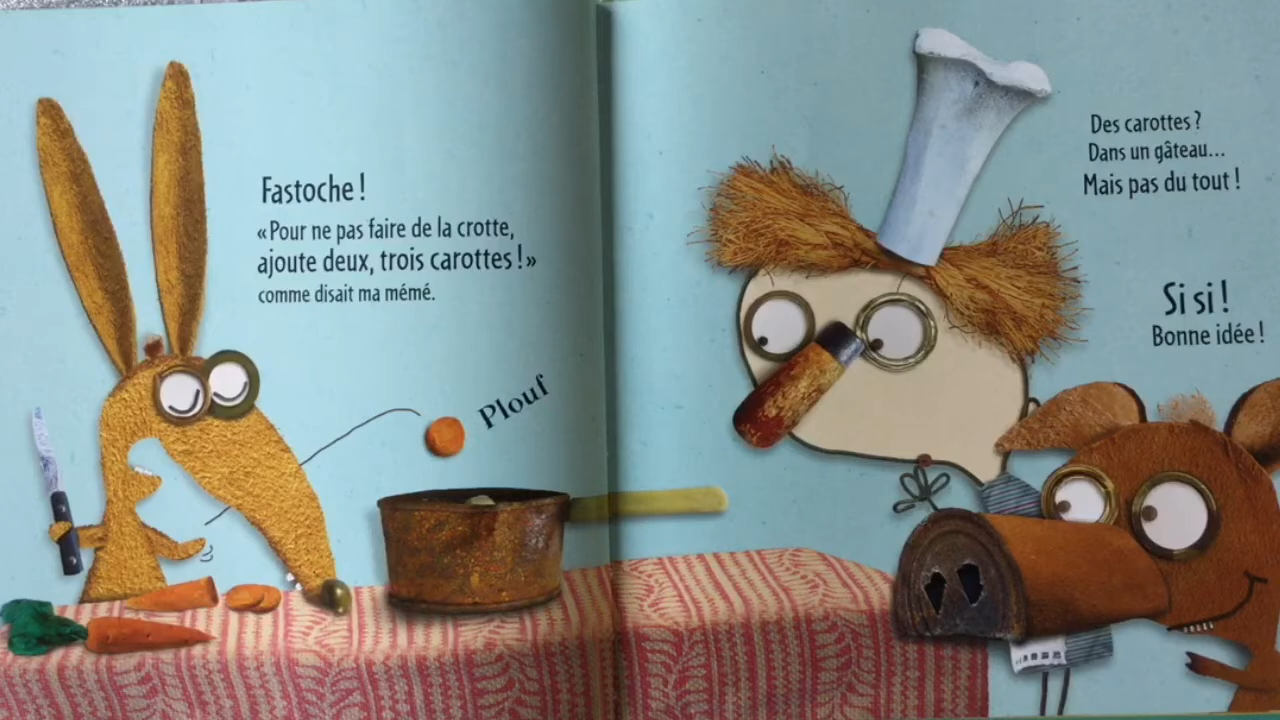 Fastoche !
« Pour ne pas faire de la crotte,
ajoute deux, trois carottes ! »
comme disait ma mémé.
Plouf
Des carottes ?
Dans un gâteau...
Mais pas du tout !
Si si !
Bonne idée !